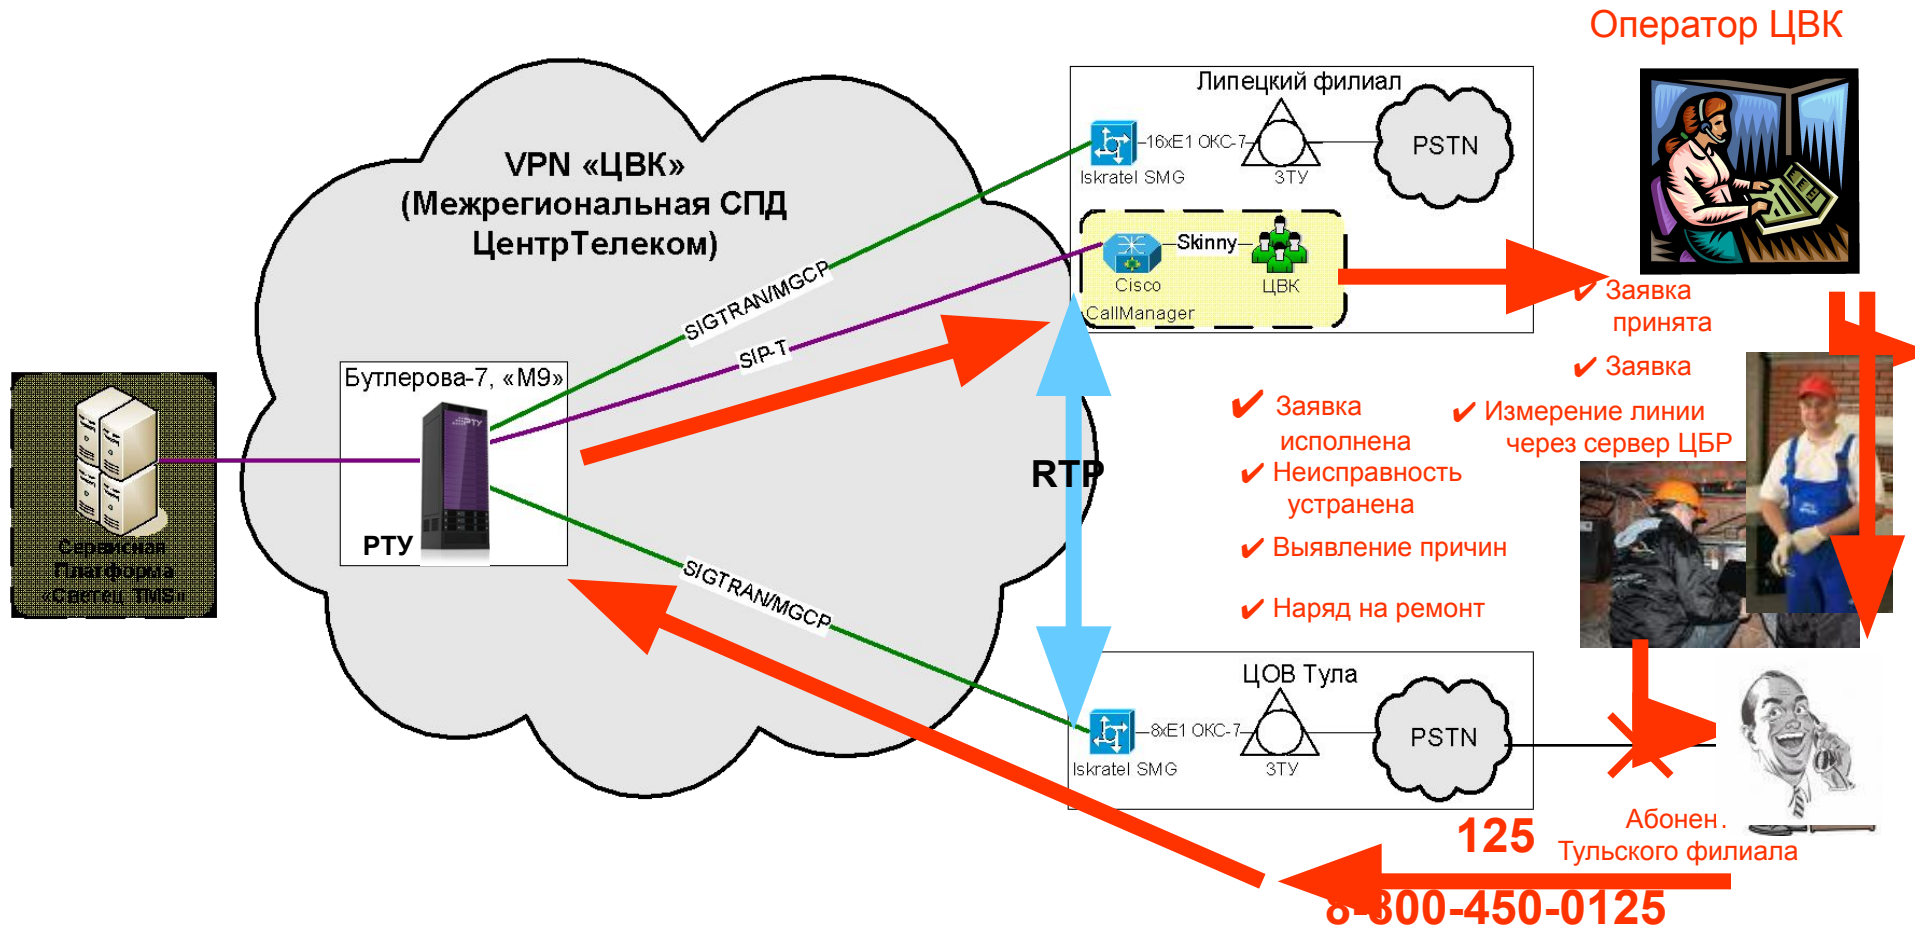 Оператор ЦВК
Липецкий филиал
16xE1 ОКС-7
PSTN
Iskratel SMG
ЗТУ
VPN «ЦВК»
(Межрегиональная СПД
ЦентрТелеком)
Skinny
Cisco
ЦВК
CallManager
SIGTRAN/MGCP
SIP-T
✔ Заявка
принята
✔ Заявка
Бутлерова-7, «М9»
РТУ
РТУ
✔ Заявка
исполнена
✔ Измерение линии
через сервер ЦБР
RTP
✔ Неисправность
устранена
✔ Выявление причин
✔ Наряд на ремонт
Сервисная
Платформа
«Светец TMS»
SIGTRAN/MGCP
ЦОВ Тула
8xE1 ОКС-7
PSTN
Iskratel SMG
ЗТУ
125
Абонен
Тульского филиала
8-800-450-0125